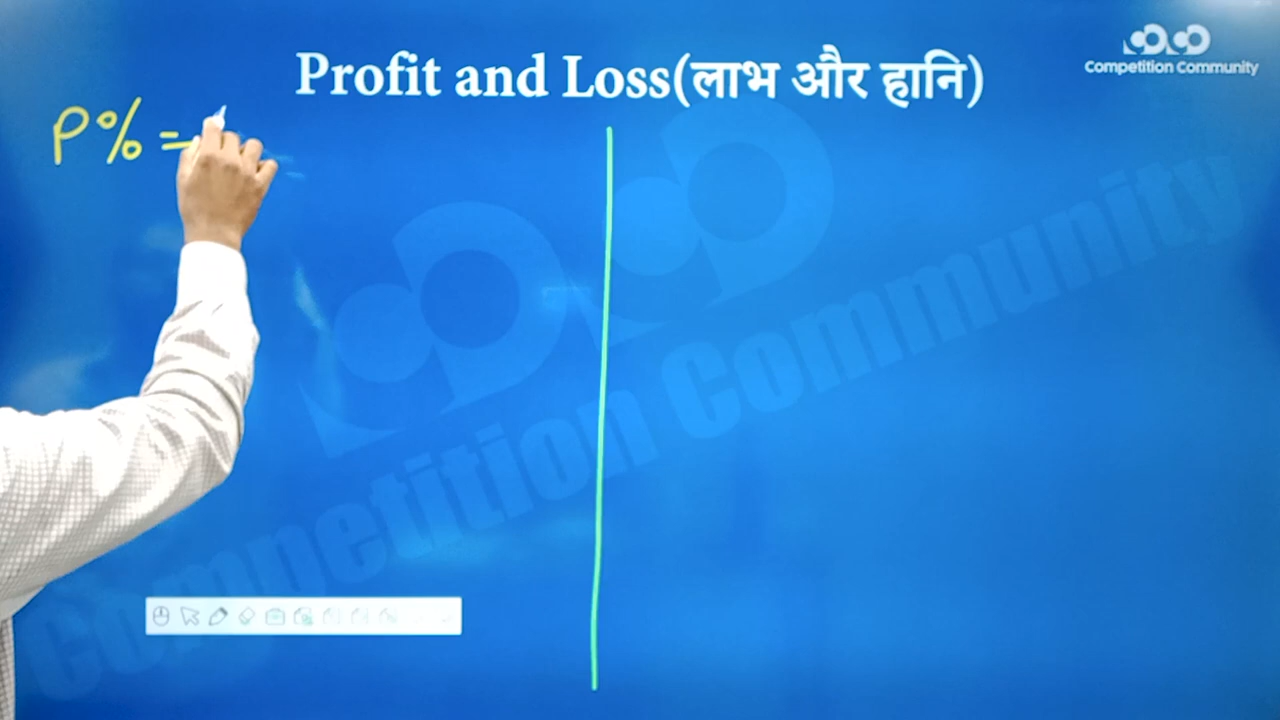 Profit and Loss(लाभ और हानि)
Competition Community
P% =
Competition Community